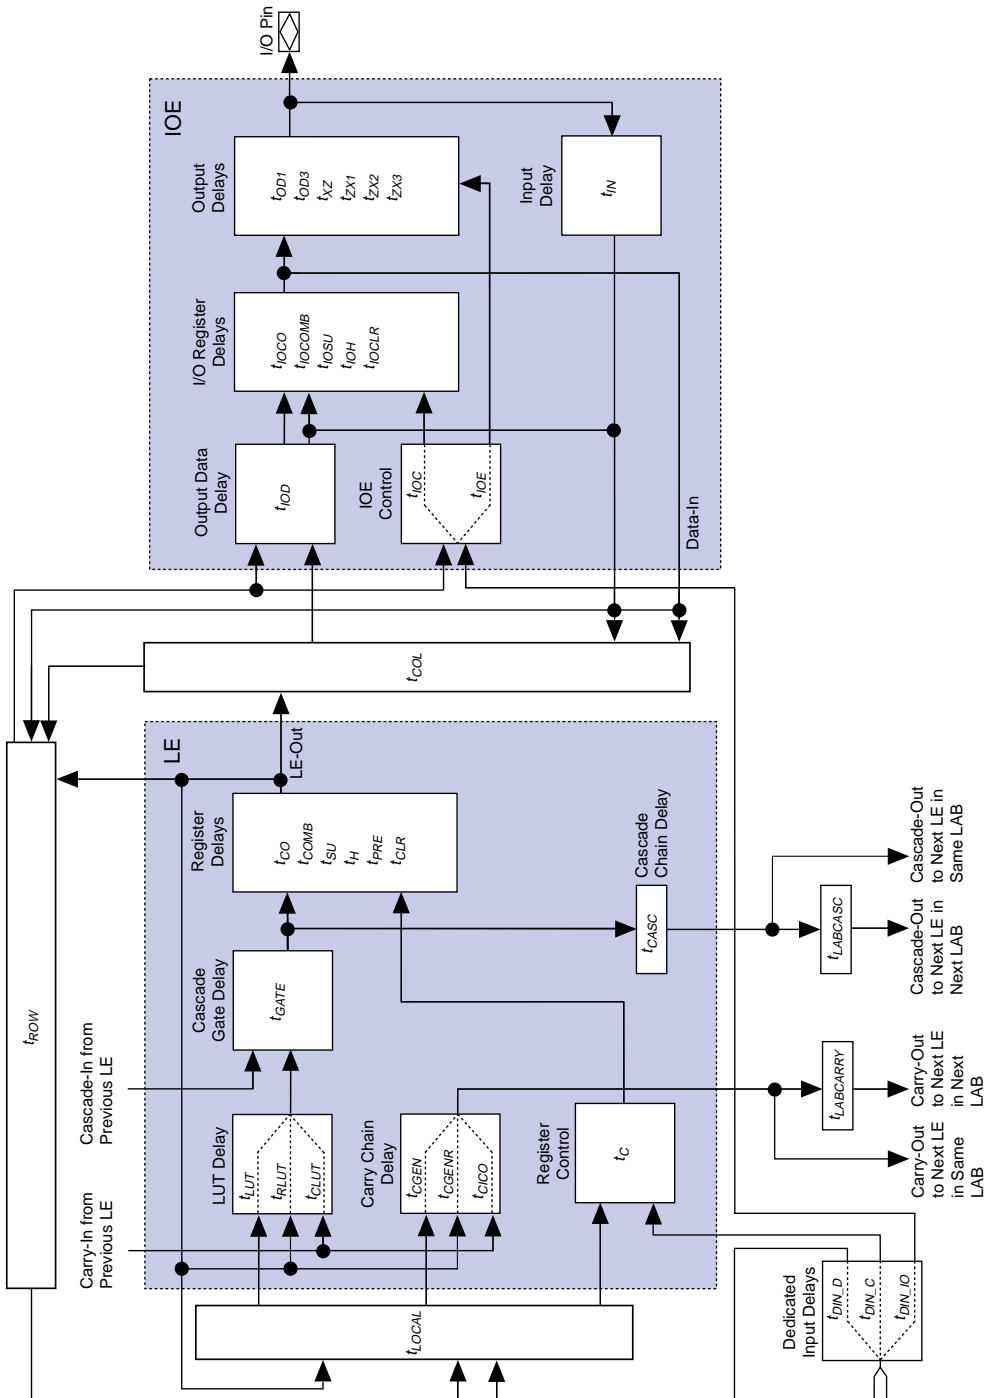 I/O Pin
IOE
Output
Delays
tOD1
tOD3
tXZ
tZX1
tZX2
tZX3
Input
Delay
tIN
I/O Register
Delays
tIOCO
tIOCOMB
tIOSU
tIOH
tIOCLR
Output Data
Delay
tIOD
IOE
Control
tIOC
tIOE
Data-In
tCOL
tROW
LE
LE-Out
Register
Delays
tCO
tCOMB
tSU
tH
tPRE
tCLR
Cascade
Chain Delay
tCASC
Cascade
Gate Delay
tGATE
Cascade-In from
Previous LE
Carry-In from
Previous LE
LUT Delay
tLUT
tRLUT
tCLUT
Carry Chain
Delay
tCGEN
tCGENR
tCICO
Register
Control
tC
tLOCAL
tLABCASC
tLABCARRY
Cascade-Out
to Next LE in
Same LAB
Cascade-Out
to Next LE in
Next LAB
Carry-Out
to Next LE
in Next
LAB
Carry-Out
to Next LE
in Same
LAB
Dedicated
Input Delays
tDIN_D
tDIN_C
tDIN_IO